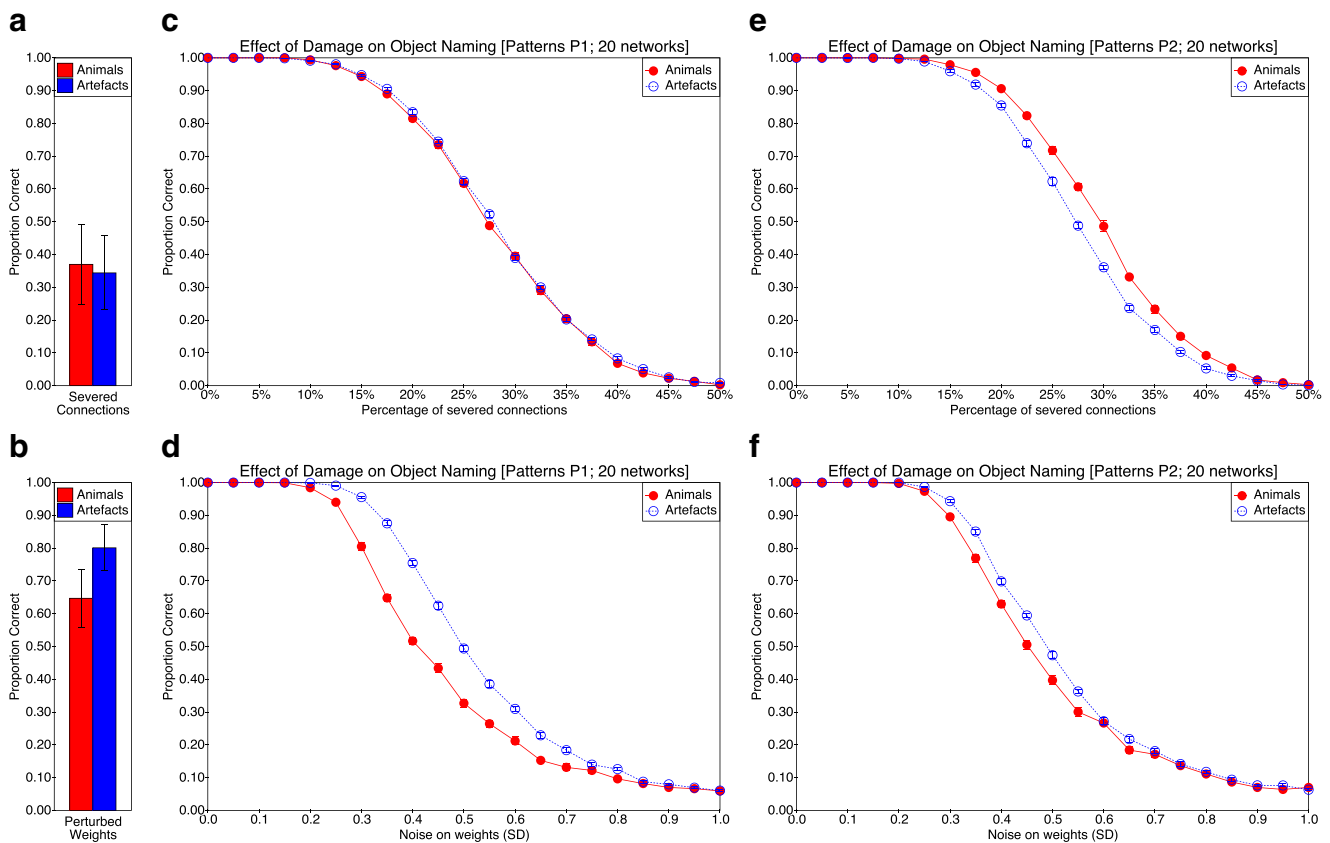 a
1.00
0.90
0.80
0.70
0.60
0.50
0.40
0.30
0.20
0.10
0.00
Proportion Correct
Animals
Artefacts
Severed
Connections
c
Effect of Damage on Object Naming [Patterns P1; 20 networks]
1.00
0.90
0.80
0.70
0.60
0.50
0.40
0.30
0.20
0.10
0.00
Proportion Correct
Animals
Artefacts
0% 5% 10% 15% 20% 25% 30% 35% 40% 45% 50%
Percentage of severed connections
e
Effect of Damage on Object Naming [Patterns P2; 20 networks]
1.00
0.90
0.80
0.70
0.60
0.50
0.40
0.30
0.20
0.10
0.00
Proportion Correct
Animals
Artefacts
0% 5% 10% 15% 20% 25% 30% 35% 40% 45% 50%
Percentage of severed connections
b
1.00
0.90
0.80
0.70
0.60
0.50
0.40
0.30
0.20
0.10
0.00
Proportion Correct
Animals
Artefacts
Perturbed
Weights
d
Effect of Damage on Object Naming [Patterns P1; 20 networks]
1.00
0.90
0.80
0.70
0.60
0.50
0.40
0.30
0.20
0.10
0.00
Proportion Correct
Animals
Artefacts
0.0 0.1 0.2 0.3 0.4 0.5 0.6 0.7 0.8 0.9 1.0
Noise on weights (SD)
f
Effect of Damage on Object Naming [Patterns P2; 20 networks]
1.00
0.90
0.80
0.70
0.60
0.50
0.40
0.30
0.20
0.10
0.00
Proportion Correct
Animals
Artefacts
0.0 0.1 0.2 0.3 0.4 0.5 0.6 0.7 0.8 0.9 1.0
Noise on weights (SD)